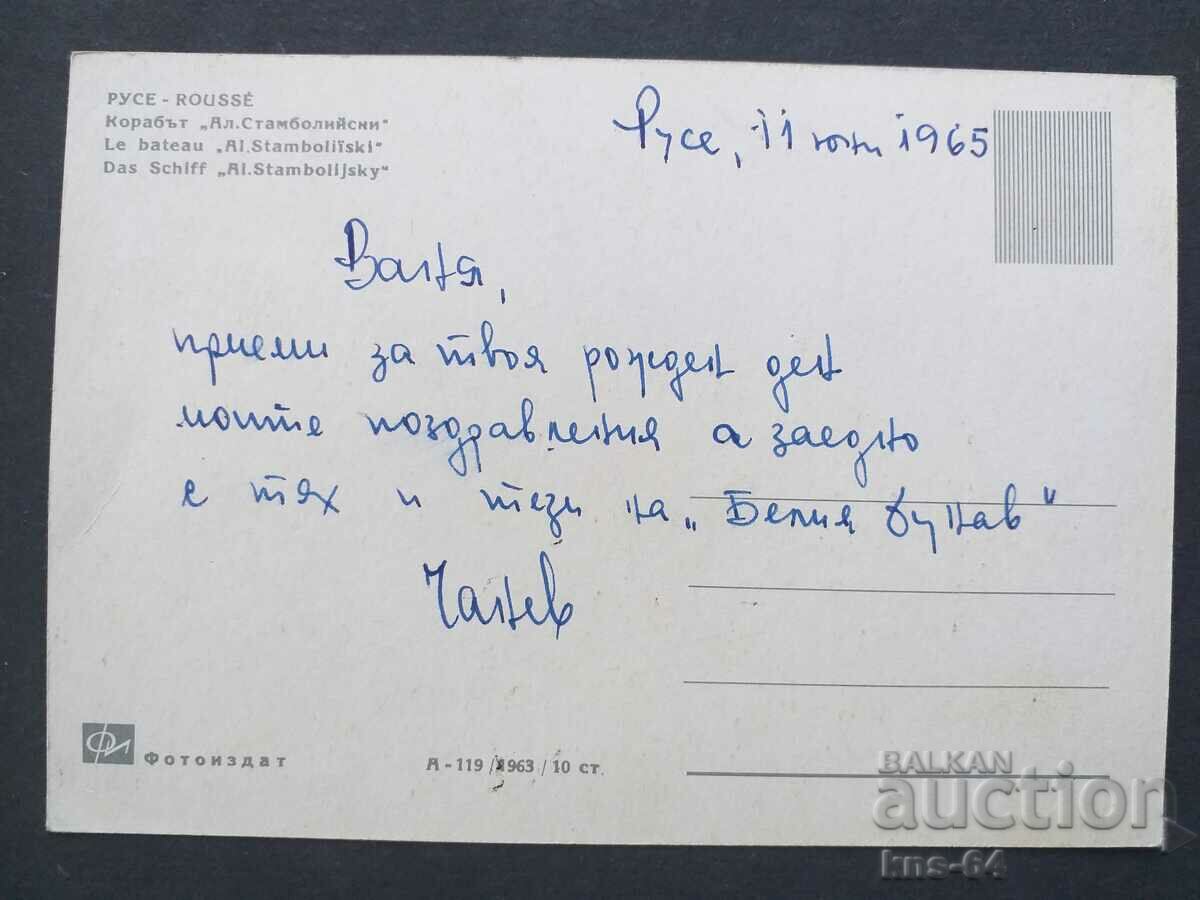 РУСЕ - ROUSSÉ
Корабът „Ал.Стамболийски"
Le bateau „Al.Stamboliïski"
Das Schiff „Al.Stambolijsky"
Русе, 11 юни 1965
Ваня,
приеми за твоя рожден ден
моите поздравления а заедно
с тях и тези на „Белия Дунав"
Чанев
Фотоиздат
А-119/1963/10 ст.
BALKAN
auction
kns-64